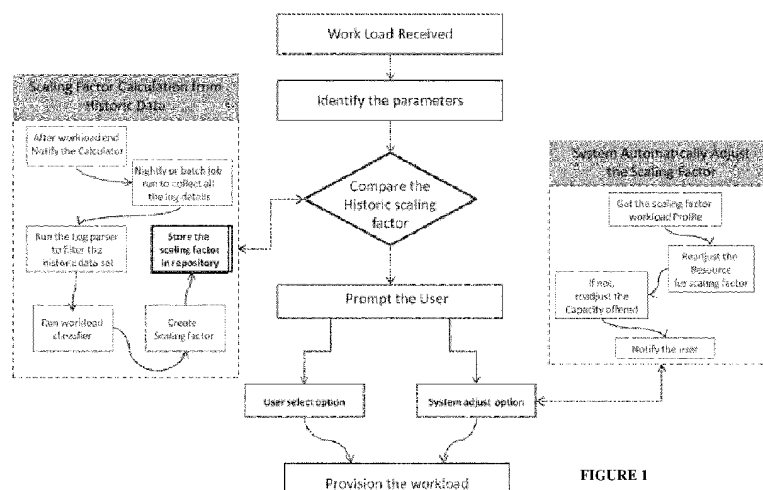 Work Load Received
Identify the parameters
Compare the
Historic scaling
factor
Prompt the User
User select option
System adjust option
Provision the workload
Scaling Factor Calculation from
Historic Data
After workload end
Notify the Calculator
Nightly or batch job
run to collect all
the log details
Run the Log parser
to filter the
historic data set
Store the
scaling factor
in repository
Run workload
classifier
Create
Scaling factor
System Automatically Adjust
the Scaling Factor
Get the scaling factor
workload Profile
Readjust the
Resource
for scaling factor
If not,
readjust the
Capacity offered
Notify the user
FIGURE 1